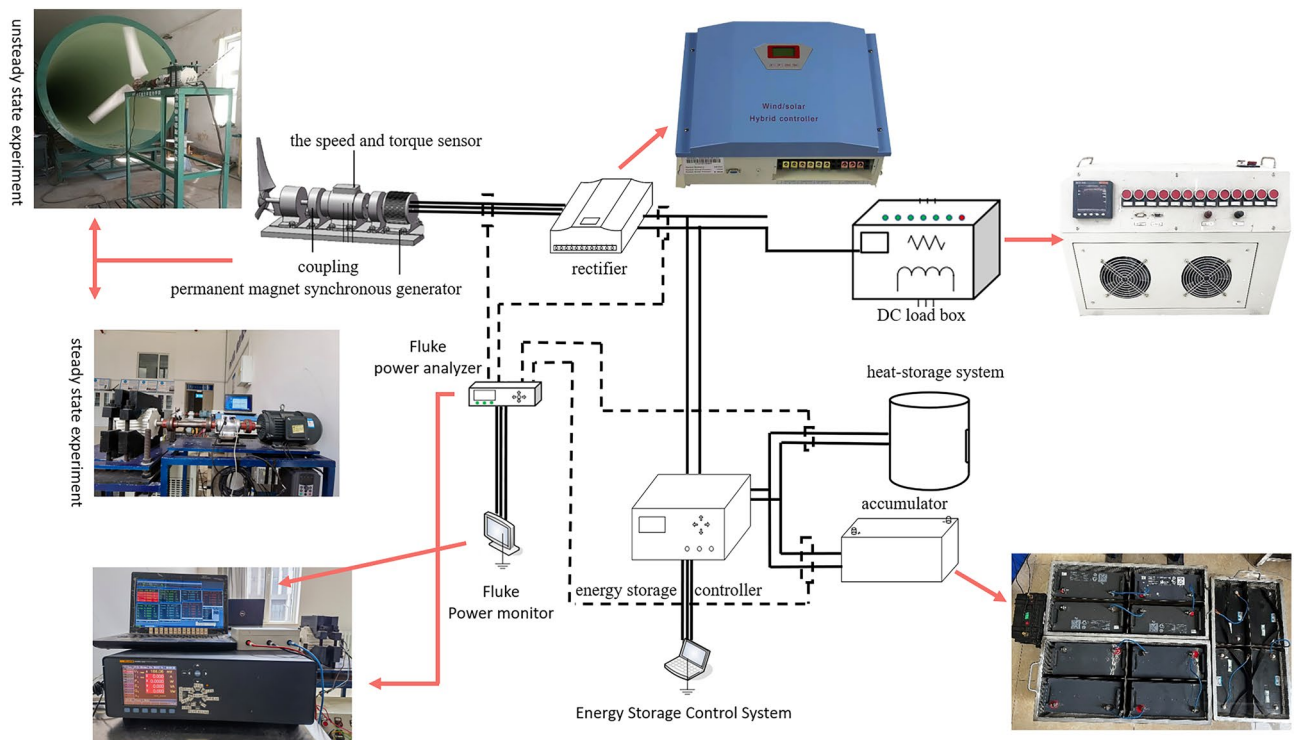 unsteady state experiment
the speed and torque sensor
Wind/solar
Hybrid controller
coupling
permanent magnet synchronous generator
rectifier
DC load box
steady state experiment
Fluke
power analyzer
heat-storage system
accumulator
energy storage controller
Fluke
Power monitor
Energy Storage Control System